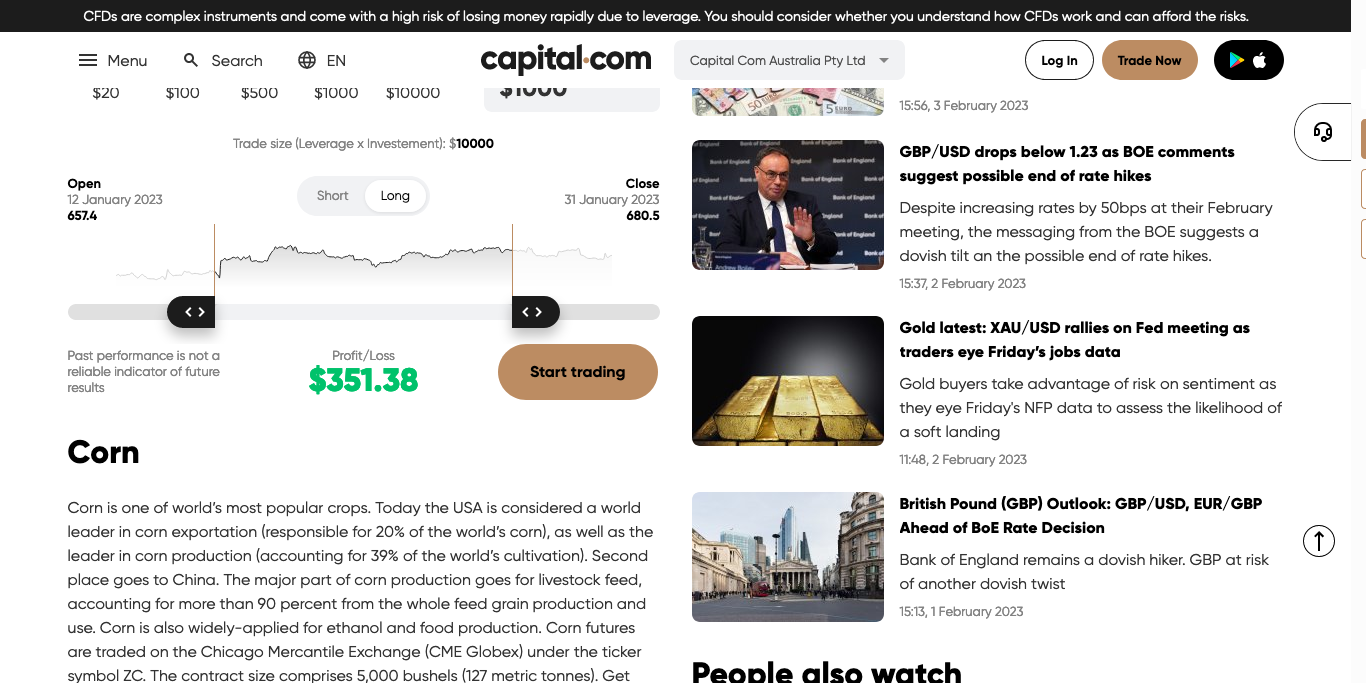 CFDs are complex instruments and come with a high risk of losing money rapidly due to leverage. You should consider whether you understand how CFDs work and can afford the risks.
Menu
Search
EN
capital.com
Capital Com Australia Pty Ltd
Log In
Trade Now
$20
$100
$500
$1000
$10000
$1000
Trade size (Leverage x Investement): $10000
Open
12 January 2023
657.4
Short
Long
Close
31 January 2023
680.5
Past performance is not a
reliable indicator of future
results
Profit/Loss
$351.38
Start trading
Corn
Corn is one of world's most popular crops. Today the USA is considered a world
leader in corn exportation (responsible for 20% of the world's corn), as well as the
leader in corn production (accounting for 39% of the world's cultivation). Second
place goes to China. The major part of corn production goes for livestock feed,
accounting for more than 90 percent from the whole feed grain production and
use. Corn is also widely-applied for ethanol and food production. Corn futures
are traded on the Chicago Mercantile Exchange (CME Globex) under the ticker
symbol ZC. The contract size comprises 5,000 bushels (127 metric tonnes). Get
15:56, 3 February 2023
GBP/USD drops below 1.23 as BOE comments
suggest possible end of rate hikes
Despite increasing rates by 50bps at their February
meeting, the messaging from the BOE suggests a
dovish tilt an the possible end of rate hikes.
15:37, 2 February 2023
Gold latest: XAU/USD rallies on Fed meeting as
traders eye Friday's jobs data
Gold buyers take advantage of risk on sentiment as
they eye Friday's NFP data to assess the likelihood of
a soft landing
11:48, 2 February 2023
British Pound (GBP) Outlook: GBP/USD, EUR/GBP
Ahead of BoE Rate Decision
Bank of England remains a dovish hiker. GBP at risk
of another dovish twist
15:13, 1 February 2023
People also watch